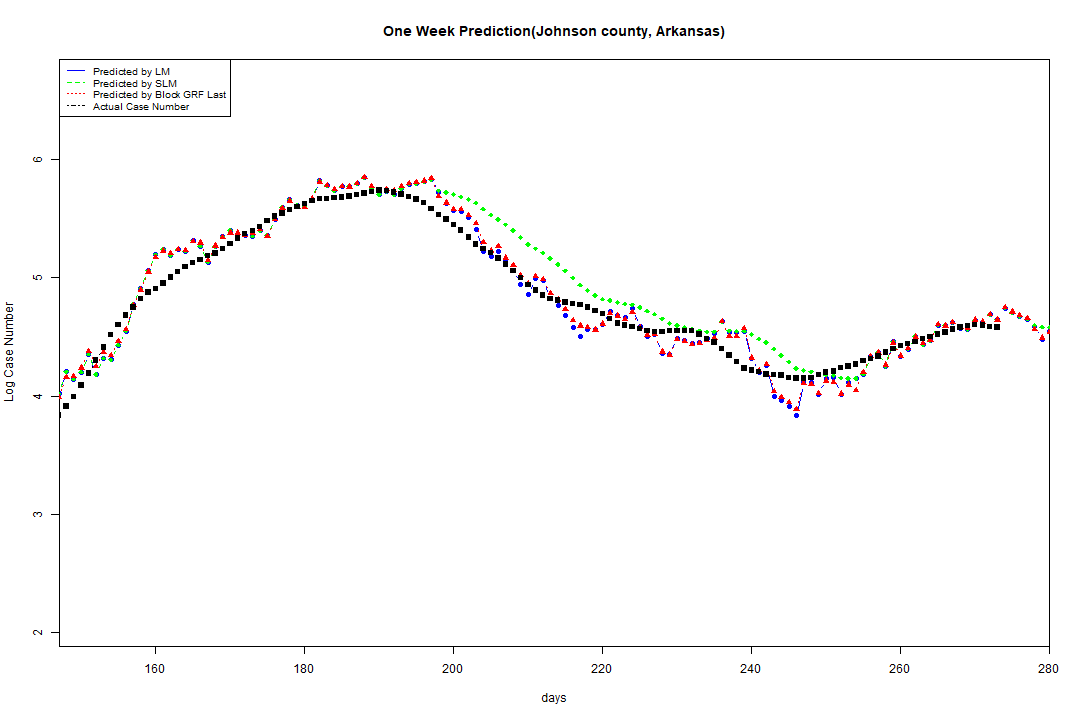 One Week Prediction(Johnson county, Arkansas)
Predicted by LM
Predicted by SLM
Predicted by Block GRF Last
Actual Case Number
6
5
4
3
2
Log Case Number
160 180 200 220 240 260 280
days